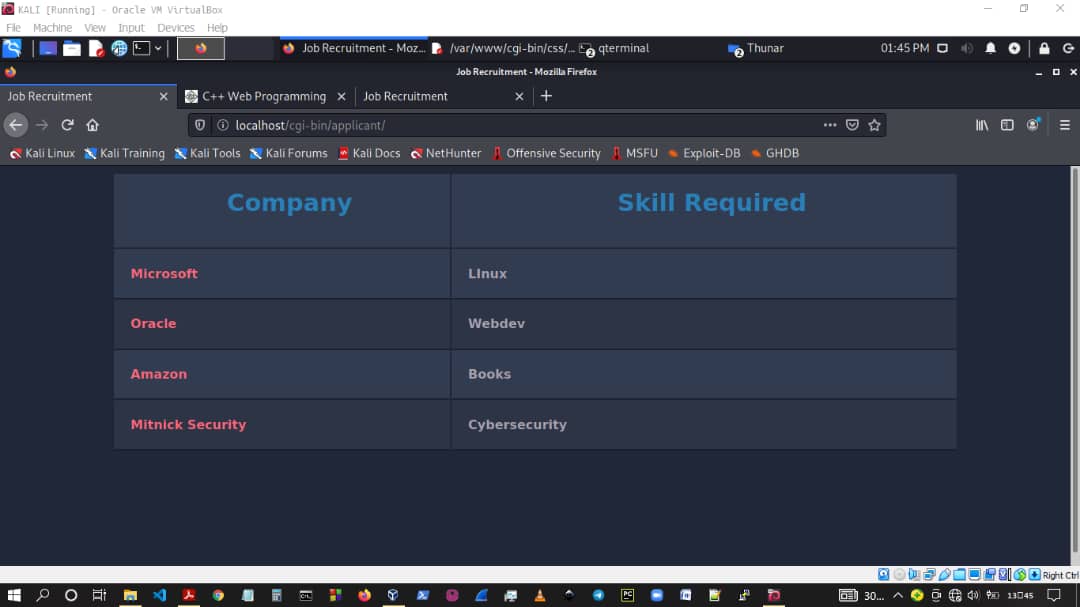 KALI [Running] - Oracle VM VirtualBox
File Machine View Input Devices Help
Job Recruitment - Moz... /var/www/cgi-bin/css/... 2 qterminal 2 Thunar 01:45 PM
Job Recruitment - Mozilla Firefox
Job Recruitment C++ Web Programming Job Recruitment
localhost/cgi-bin/applicant/
Kali Linux Kali Training Kali Tools Kali Forums Kali Docs NetHunter Offensive Security MSFU Exploit-DB GHDB
Company Skill Required
Microsoft LInux
Oracle Webdev
Amazon Books
Mitnick Security Cybersecurity
Right Ctrl
PC 30... 13:45